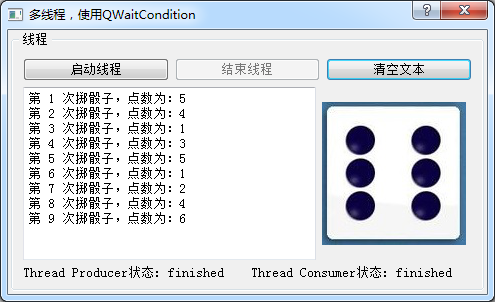 多线程，使用QWaitCondition
线程
启动线程 结束线程 清空文本
第 1 次掷骰子，点数为：5
第 2 次掷骰子，点数为：4
第 3 次掷骰子，点数为：1
第 4 次掷骰子，点数为：3
第 5 次掷骰子，点数为：5
第 6 次掷骰子，点数为：1
第 7 次掷骰子，点数为：2
第 8 次掷骰子，点数为：4
第 9 次掷骰子，点数为：6
Thread Producer状态：finished Thread Consumer状态：finished